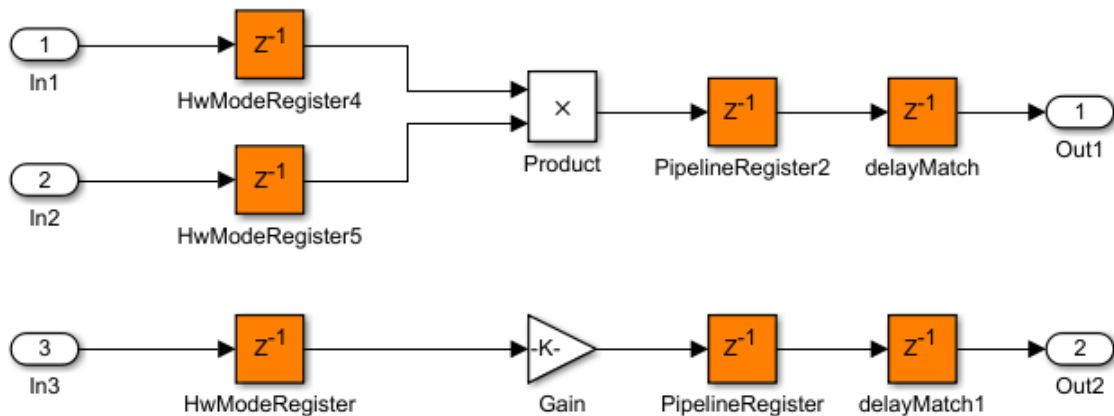 1
In1
Z⁻¹
HwModeRegister4
2
In2
Z⁻¹
HwModeRegister5
×
Product
Z⁻¹
PipelineRegister2
Z⁻¹
delayMatch
1
Out1
3
In3
Z⁻¹
HwModeRegister
-K-
Gain
Z⁻¹
PipelineRegister
Z⁻¹
delayMatch1
2
Out2